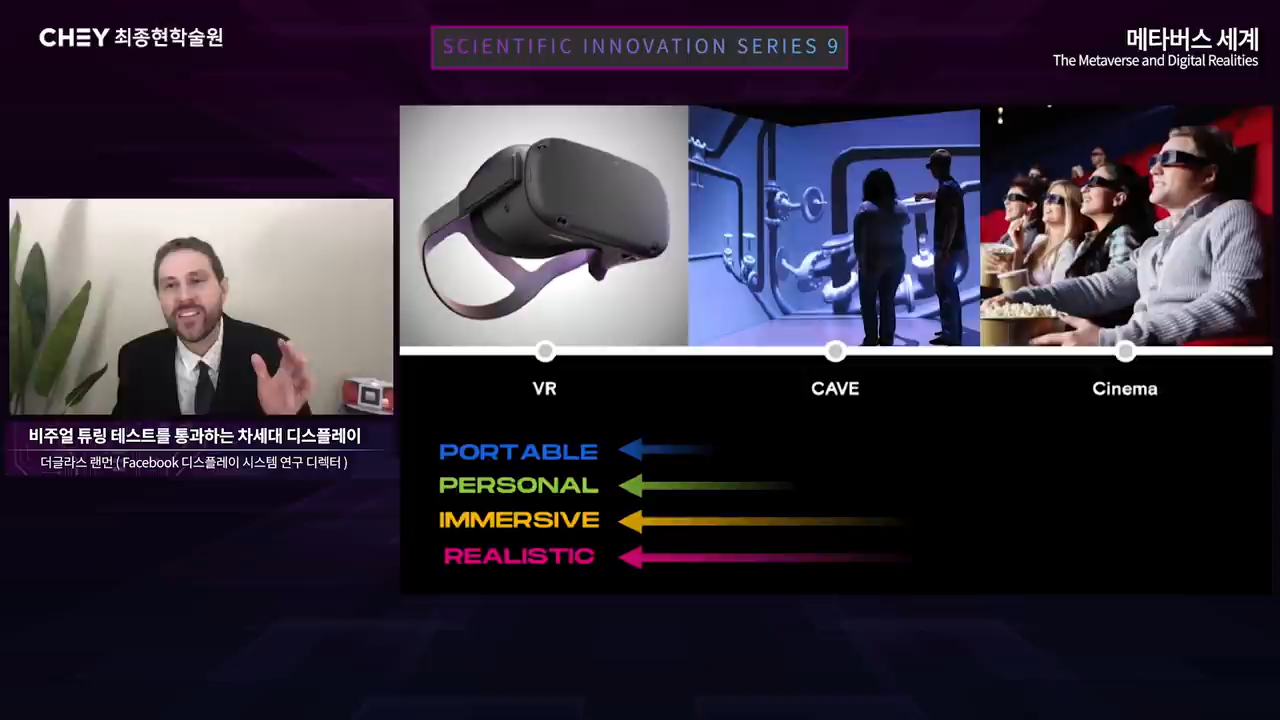 CHEY 최종현학술원
SCIENTIFIC INNOVATION SERIES 9
메타버스 세계
The Metaverse and Digital Realities
비주얼 튜링 테스트를 통과하는 차세대 디스플레이
더글라스 랜먼 ( Facebook 디스플레이 시스템 연구 디렉터 )
VR
CAVE
Cinema
PORTABLE
PERSONAL
IMMERSIVE
REALISTIC